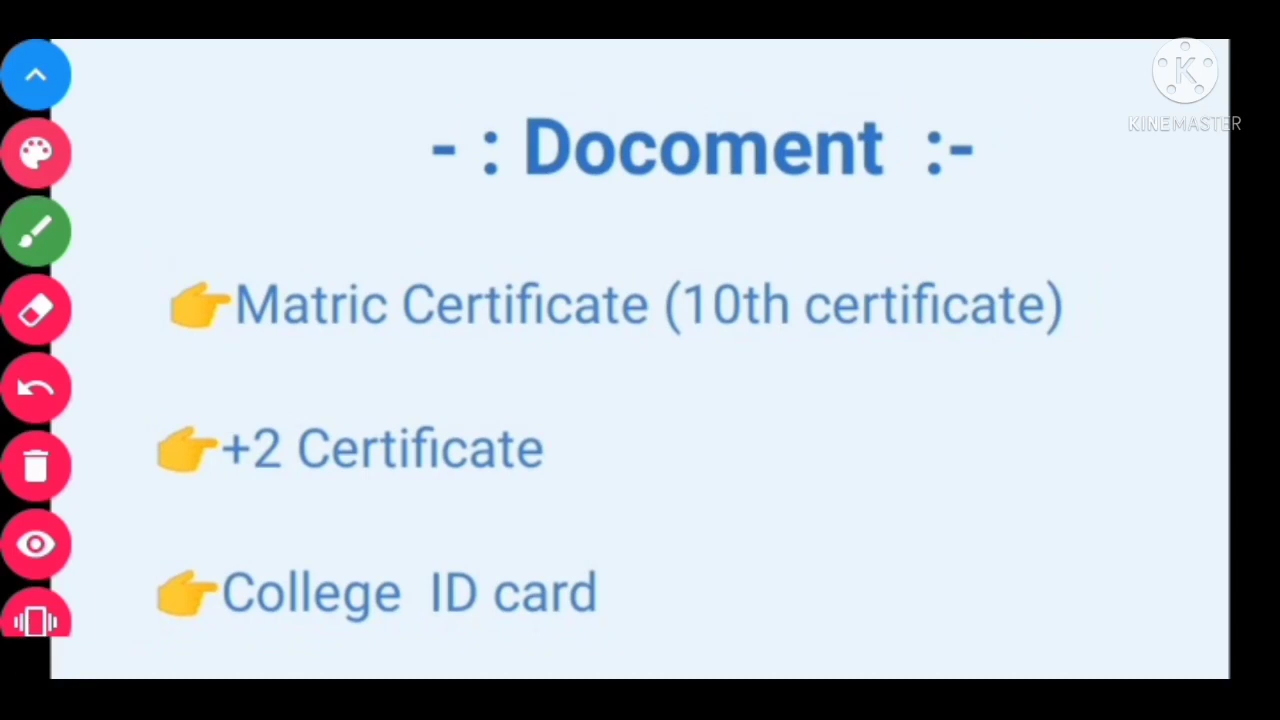 - : Docoment :-
👉Matric Certificate (10th certificate)
👉+2 Certificate
👉College ID card
K
KINEMASTER